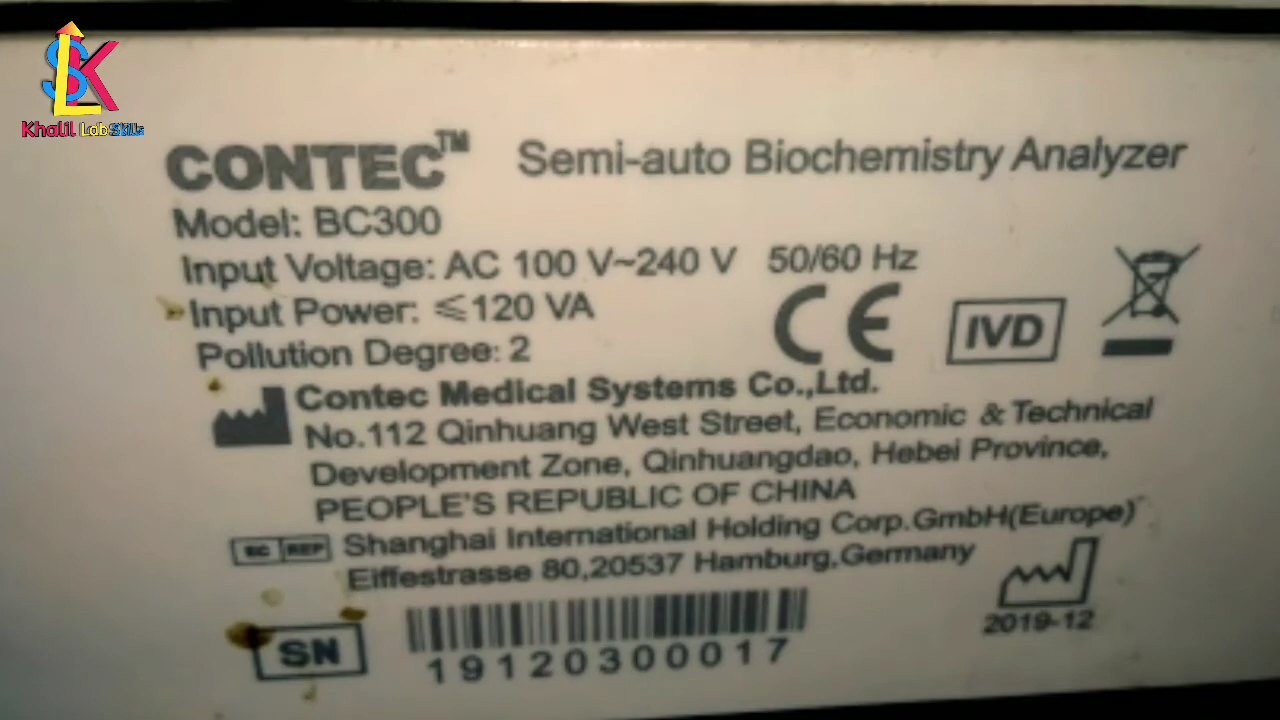 SLK
Khalil Lab Skills
CONTEC™ Semi-auto Biochemistry Analyzer
Model: BC300
Input Voltage: AC 100 V~240 V 50/60 Hz
Input Power: ≤120 VA
Pollution Degree: 2
CE IVD
Contec Medical Systems Co.,Ltd.
No.112 Qinhuang West Street, Economic & Technical
Development Zone, Qinhuangdao, Hebei Province,
PEOPLE'S REPUBLIC OF CHINA
EC REP Shanghai International Holding Corp.GmbH(Europe)
Eiffestrasse 80,20537 Hamburg,Germany
2019-12
SN 19120300017